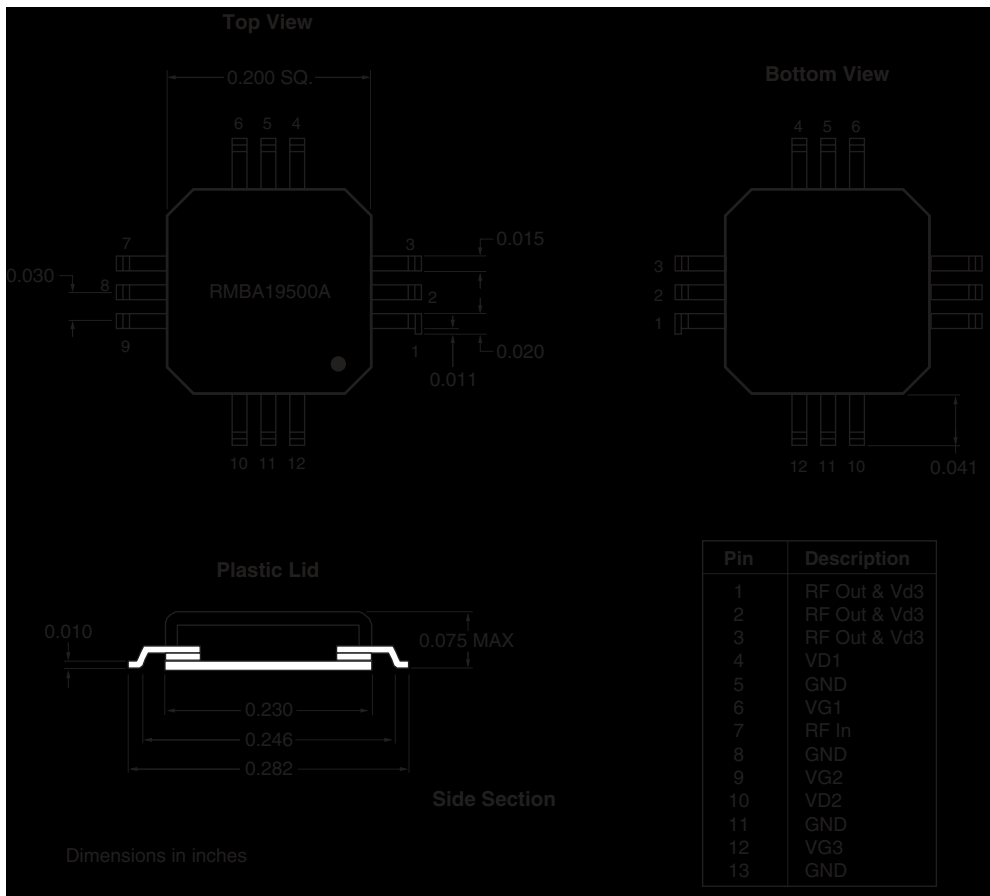 Top View
0.200 SQ.
6 5 4
7
8
9
0.030
RMBA19500A
3
2
1
0.015
0.020
0.011
10 11 12
Bottom View
4 5 6
3
2
1
12 11 10
0.041
Plastic Lid
0.010
0.075 MAX
0.230
0.246
0.282
Side Section
Dimensions in inches
Pin Description
1 RF Out & Vd3
2 RF Out & Vd3
3 RF Out & Vd3
4 VD1
5 GND
6 VG1
7 RF In
8 GND
9 VG2
10 VD2
11 GND
12 VG3
13 GND